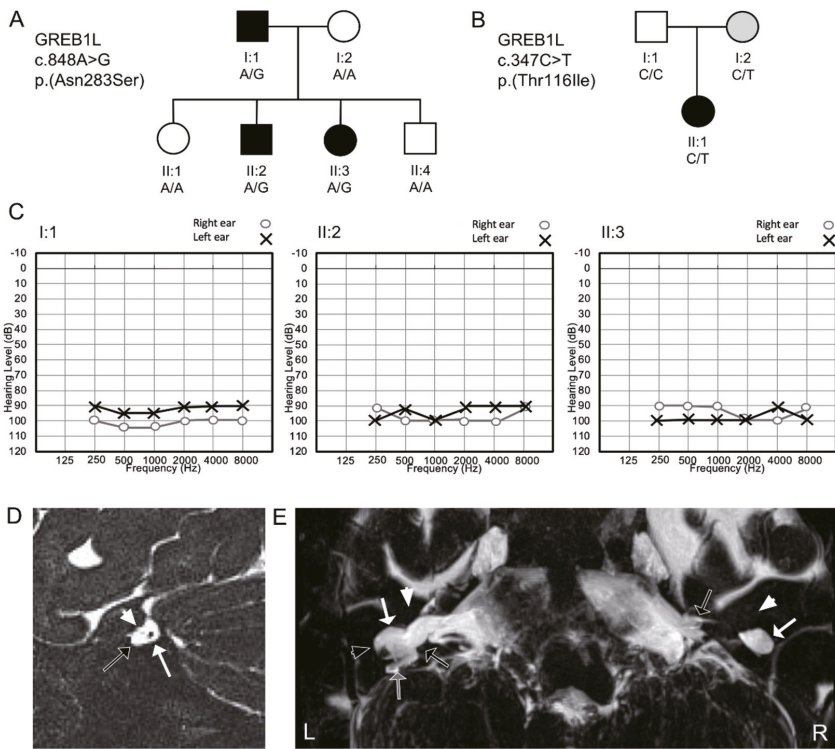 A
GREB1L
c.848A>G
p.(Asn283Ser)
I:1
A/G
I:2
A/A
II:1
A/A
II:2
A/G
II:3
A/G
II:4
A/A
B
GREB1L
c.347C>T
p.(Thr116Ile)
I:1
C/C
I:2
C/T
II:1
C/T
C
I:1
Right ear
Left ear
-10
0
10
20
30
40
50
60
70
80
90
100
110
120
Hearing Level (dB)
125 250 500 1000 2000 4000 8000
Frequency (Hz)
II:2
Right ear
Left ear
-10
0
10
20
30
40
50
60
70
80
90
100
110
120
Hearing Level (dB)
125 250 500 1000 2000 4000 8000
Frequency (Hz)
II:3
Right ear
Left ear
-10
0
10
20
30
40
50
60
70
80
90
100
110
120
Hearing Level (dB)
125 250 500 1000 2000 4000 8000
Frequency (Hz)
D
E
L
R